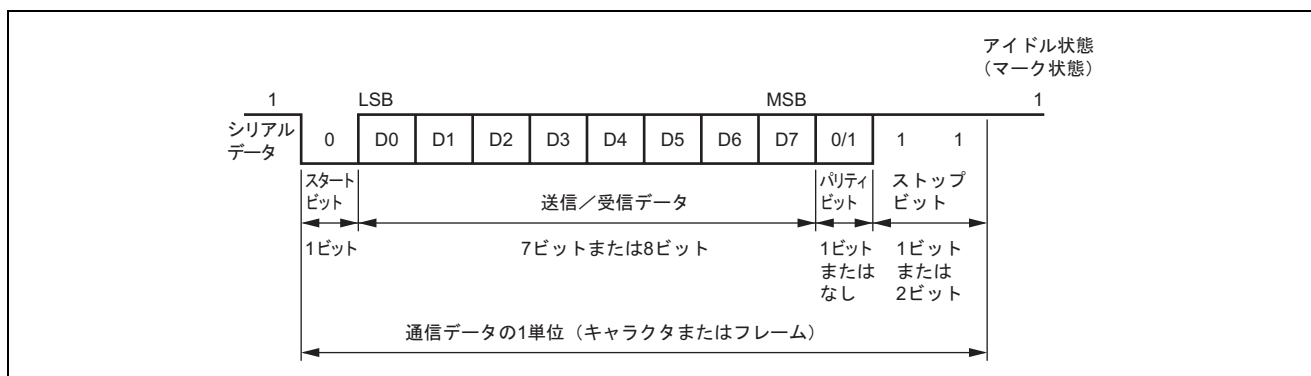 アイドル状態
（マーク状態）
1 LSB MSB 1
シリアル
データ
0 D0 D1 D2 D3 D4 D5 D6 D7 0/1 1 1
スタート
ビット
送信／受信データ
パリティ
ビット
ストップ
ビット
1ビット
7ビットまたは8ビット
1ビット
または
なし
1ビット
または
2ビット
通信データの1単位（キャラクタまたはフレーム）